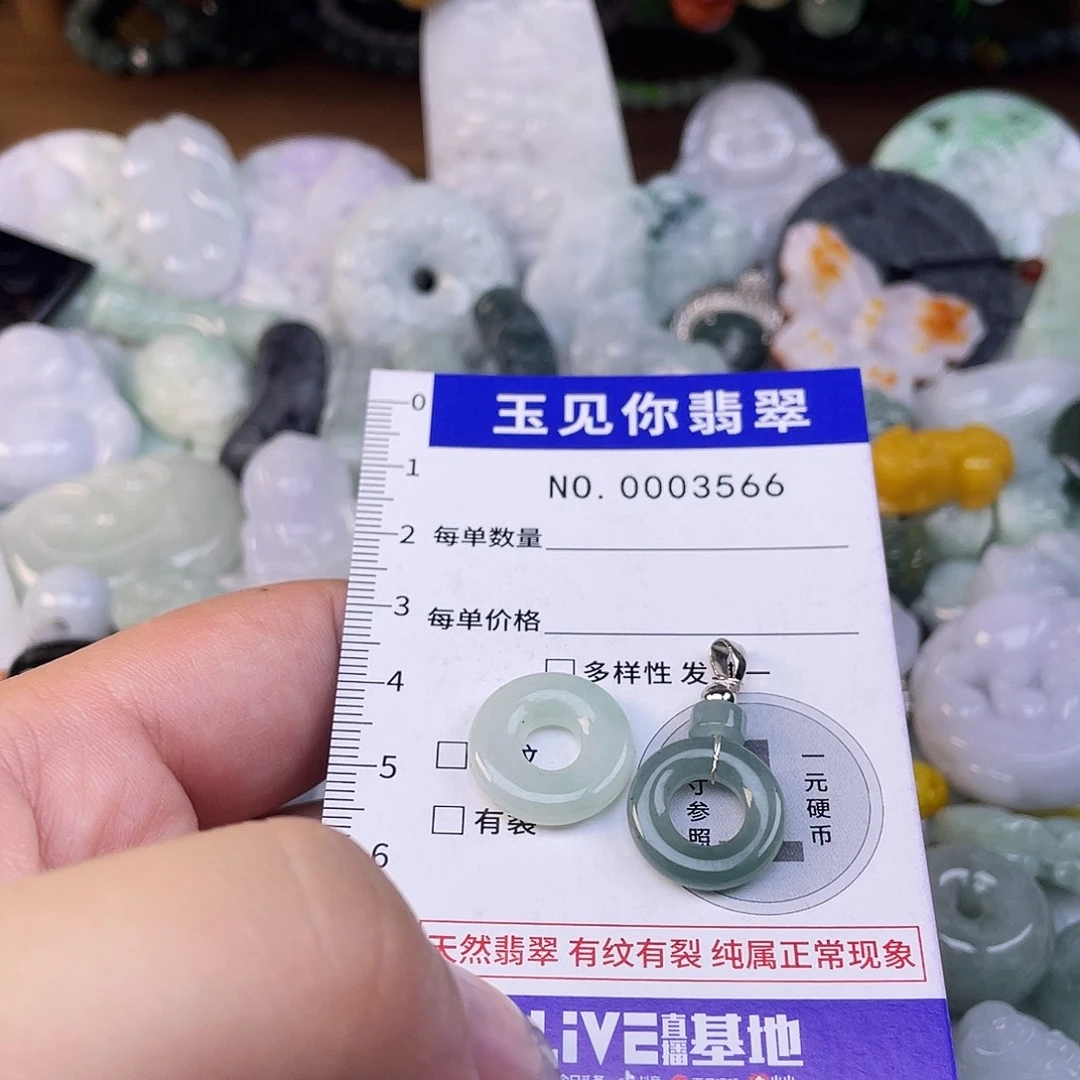 玉见你翡翠
NO. 0003566
0
1
2
3
4
5
6
每单数量
每单价格
多样性 发
一
有裂
寸参照
一元硬币
天然翡翠 有纹有裂 纯属正常现象
LiVE直播基地